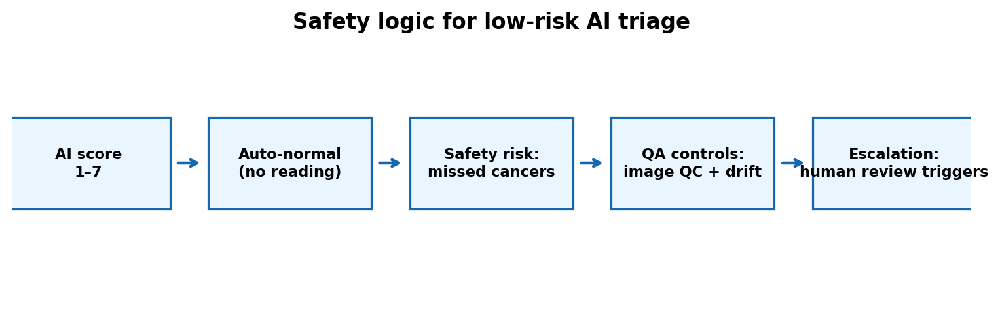 Safety logic for low-risk AI triage
AI score
1–7
Auto-normal
(no reading)
Safety risk:
missed cancers
QA controls:
image QC + drift
Escalation:
human review triggers